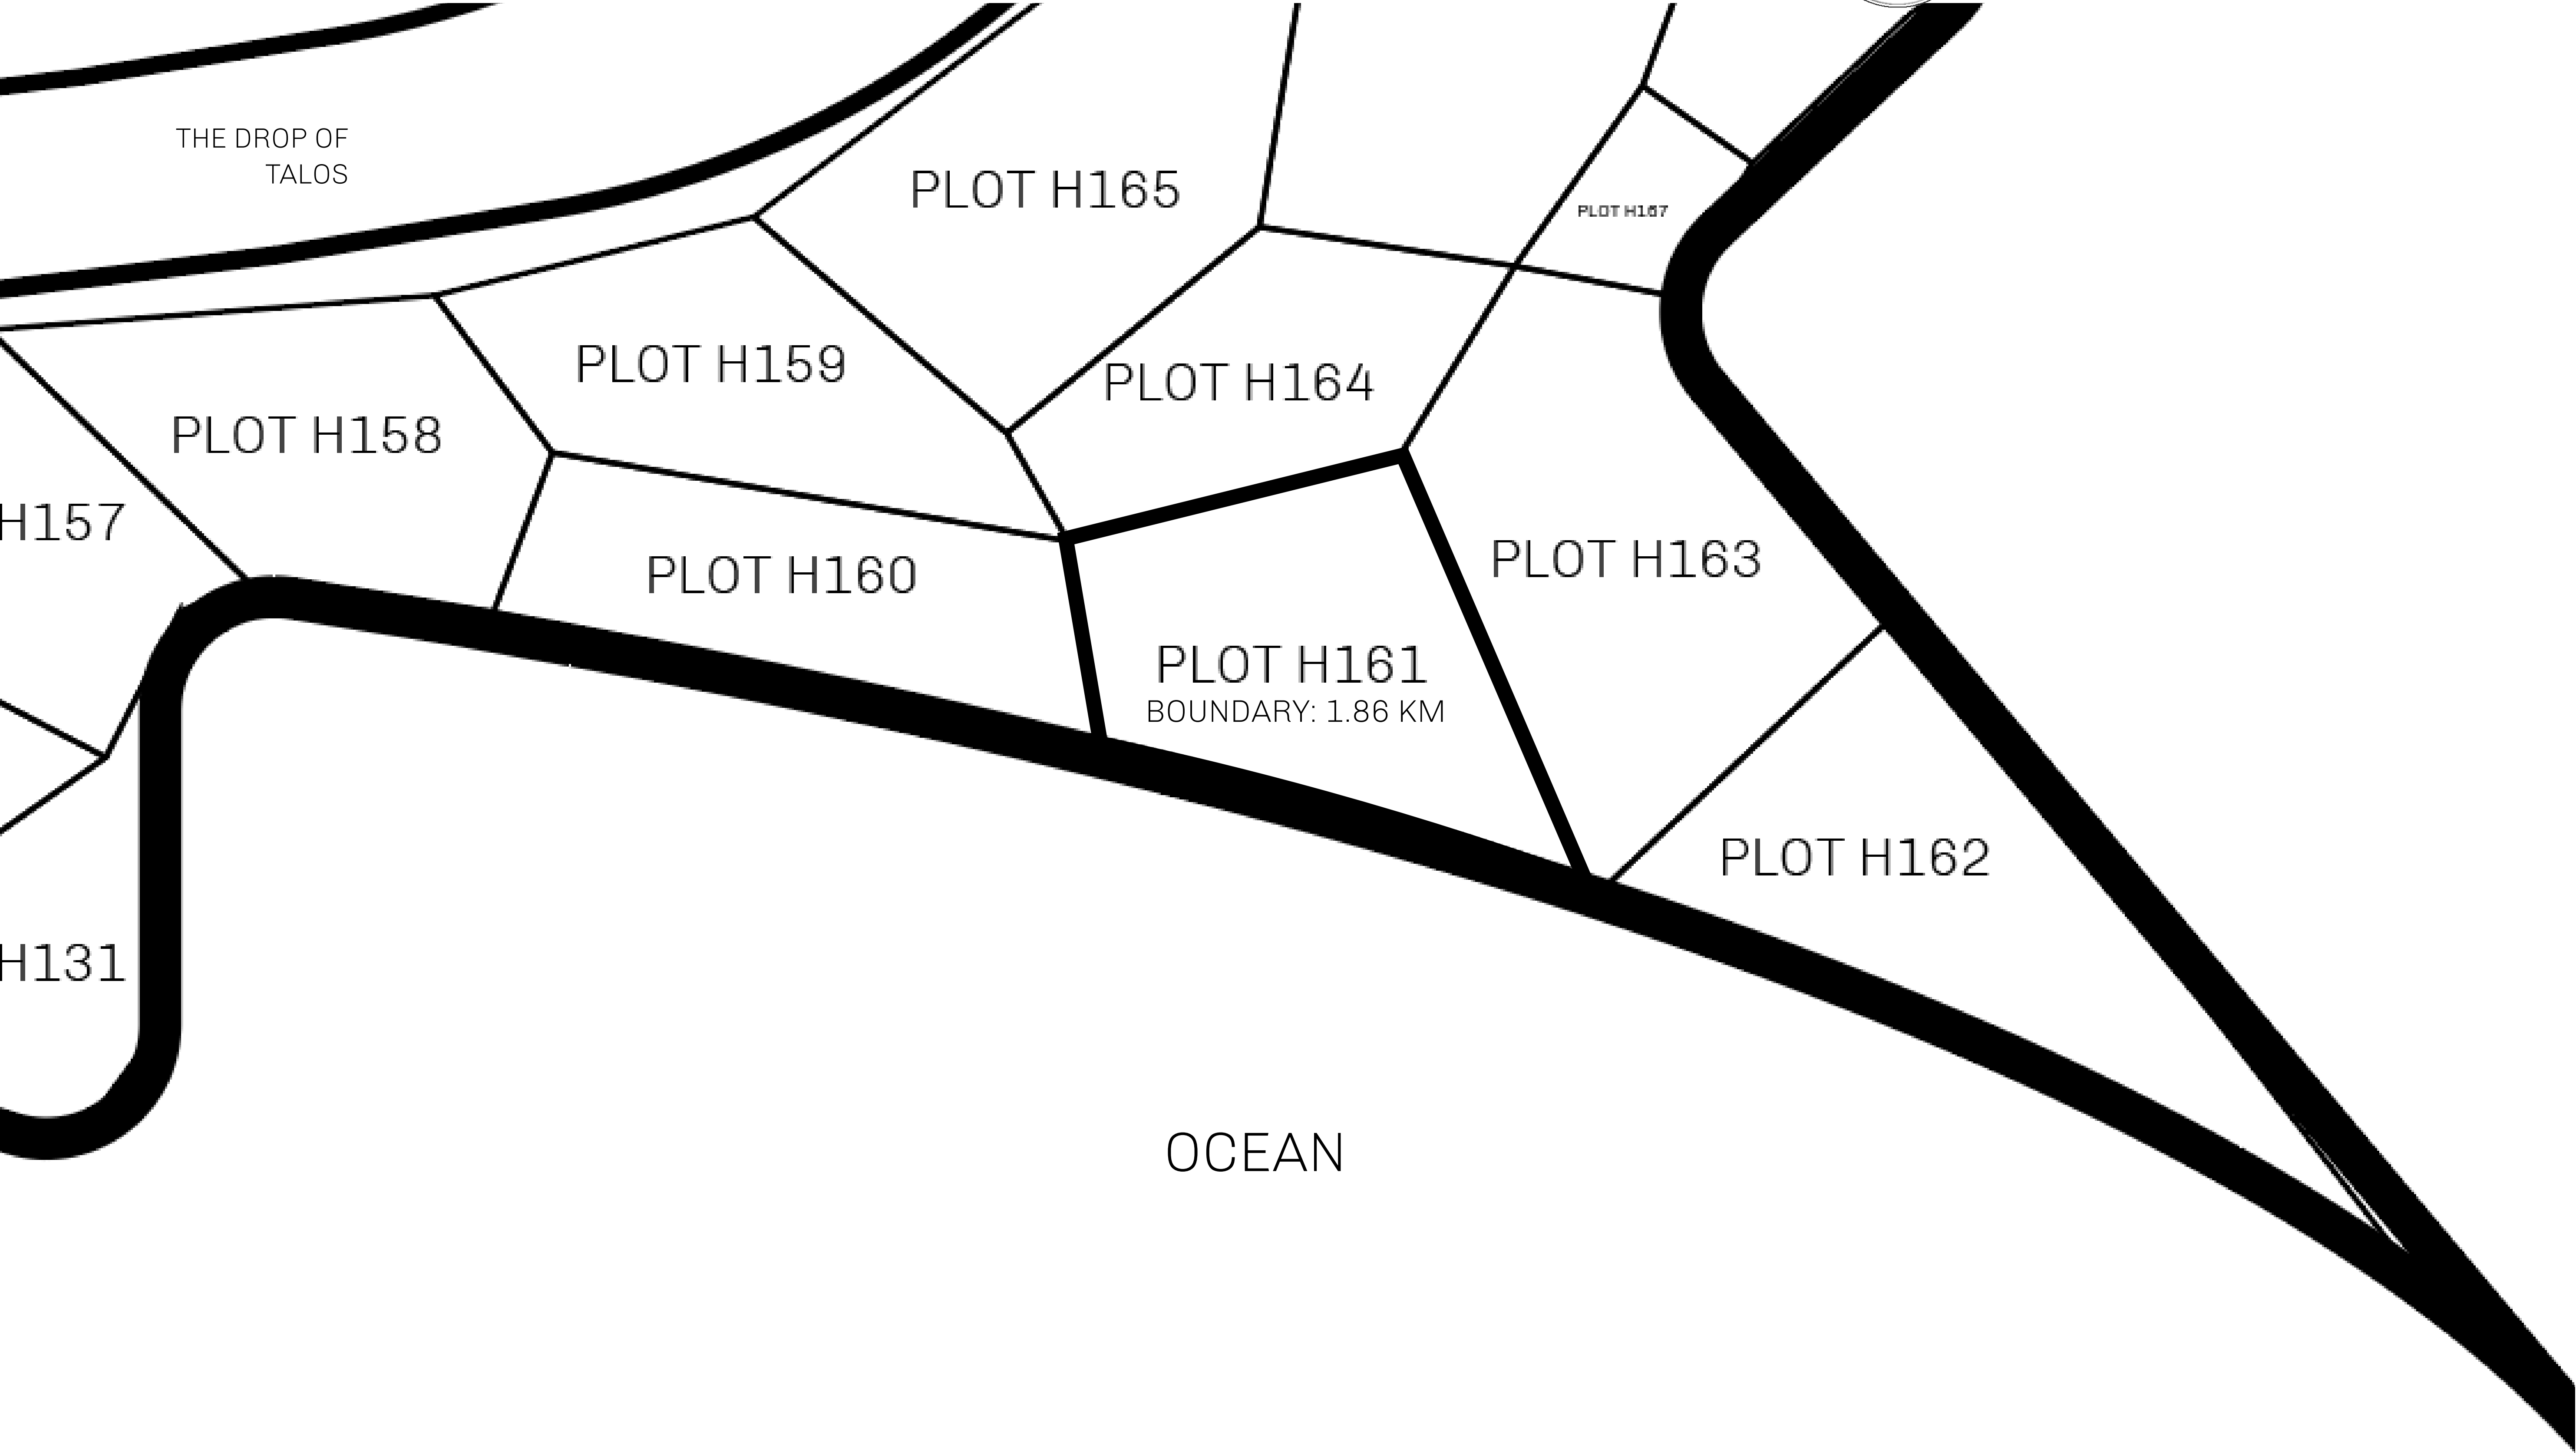 THE DROP OF
TALOS
PLOT H165
PLOT H167
PLOT H159
PLOT H164
PLOT H158
H157
PLOT H160
PLOT H163
PLOT H161
BOUNDARY: 1.86 KM
PLOT H162
H131
OCEAN